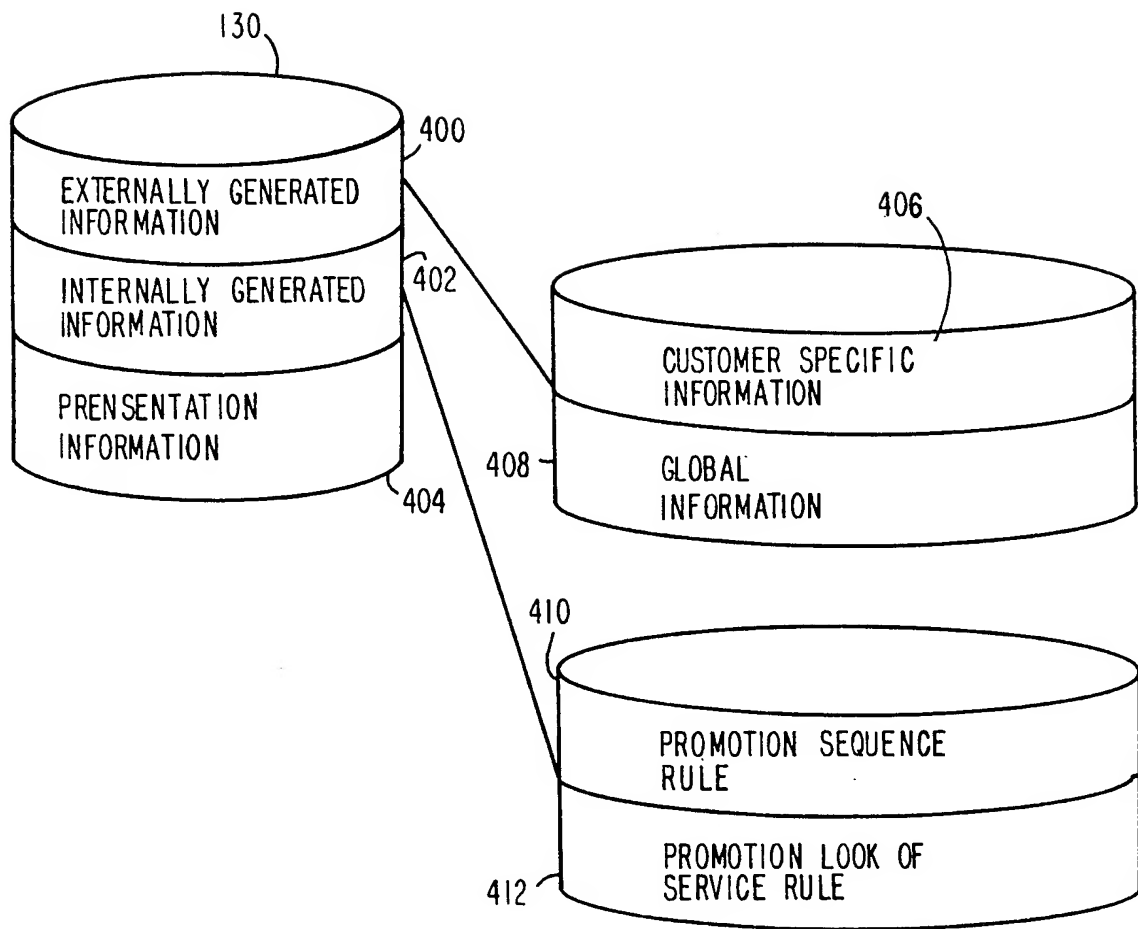 130
400
EXTERNALLY GENERATED
INFORMATION
402
INTERNALLY GENERATED
INFORMATION
PRENSENTATION
INFORMATION
404
406
CUSTOMER SPECIFIC
INFORMATION
408
GLOBAL
INFORMATION
410
PROMOTION SEQUENCE
RULE
PROMOTION LOOK OF
SERVICE RULE
412